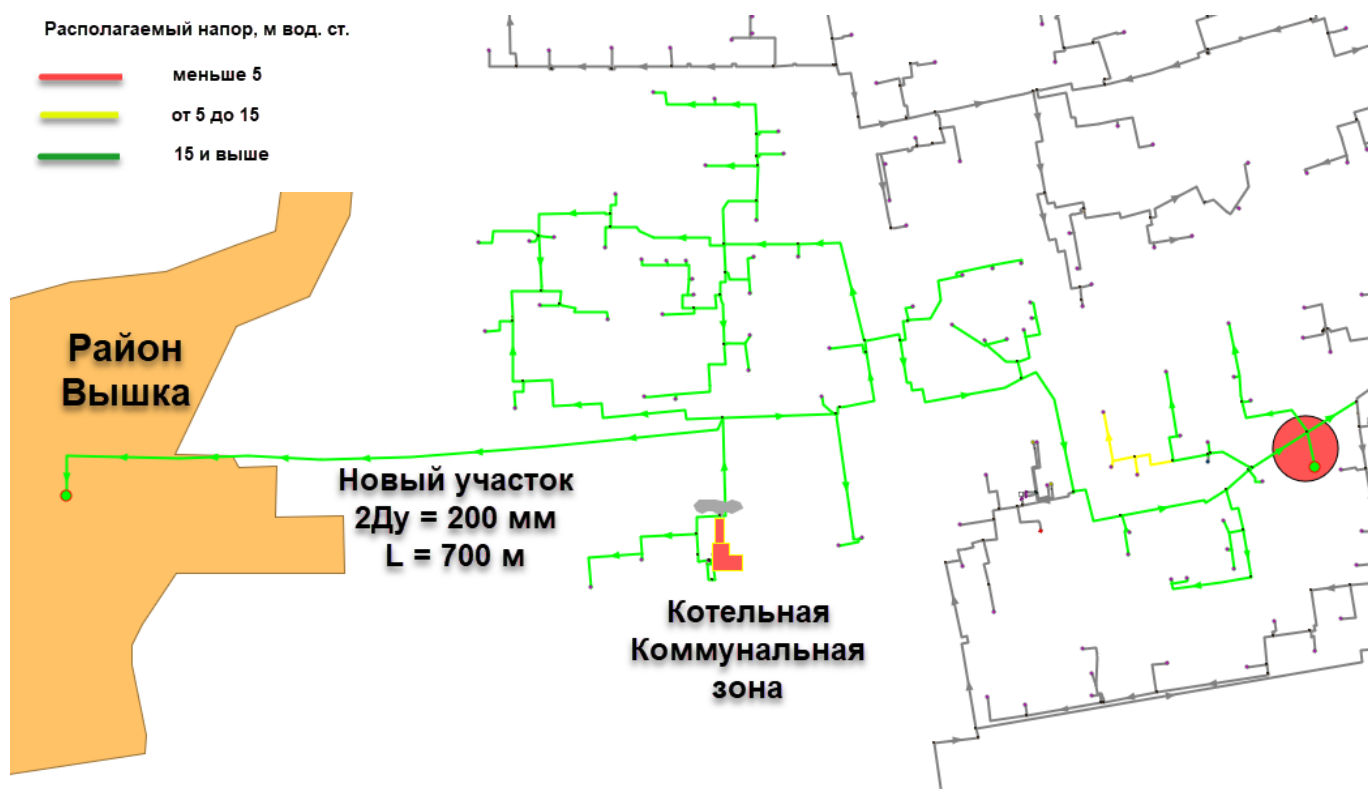 Располагаемый напор, м вод. ст.
меньше 5
от 5 до 15
15 и выше
Район
Вышка
Новый участок
2Ду = 200 мм
L = 700 м
Котельная
Коммунальная
зона